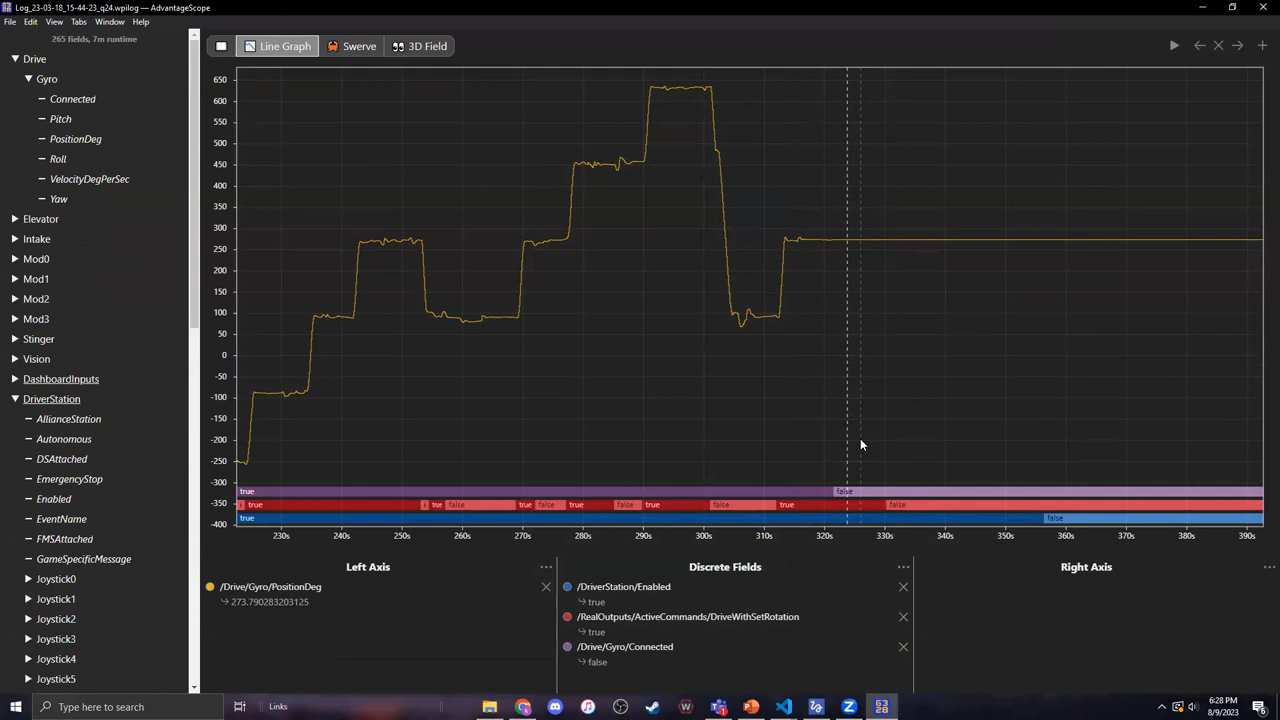 Log_23-03-18_15-44-23_q24.wpilog — AdvantageScope
File Edit View Tabs Window Help
265 fields, 7m runtime
Line Graph Swerve 3D Field
Drive
Gyro
Connected
Pitch
PositionDeg
Roll
VelocityDegPerSec
Yaw
Elevator
Intake
Mod0
Mod1
Mod2
Mod3
Stinger
Vision
DashboardInputs
DriverStation
AllianceStation
Autonomous
DSAttached
EmergencyStop
Enabled
EventName
FMSAttached
GameSpecificMessage
Joystick0
Joystick1
Joystick2
Joystick3
Joystick4
Joystick5
650
600
550
500
450
400
350
300
250
200
150
100
50
0
-50
-100
-150
-200
-250
-300
-350
-400
true false
true true false true false true false true false true false
true false
230s 240s 250s 260s 270s 280s 290s 300s 310s 320s 330s 340s 350s 360s 370s 380s 390s
Left Axis
/Drive/Gyro/PositionDeg
273.790283203125
Discrete Fields
/DriverStation/Enabled
true
/RealOutputs/ActiveCommands/DriveWithSetRotation
true
/Drive/Gyro/Connected
false
Right Axis
Type here to search
Links
6328
6:28 PM
8/9/2023